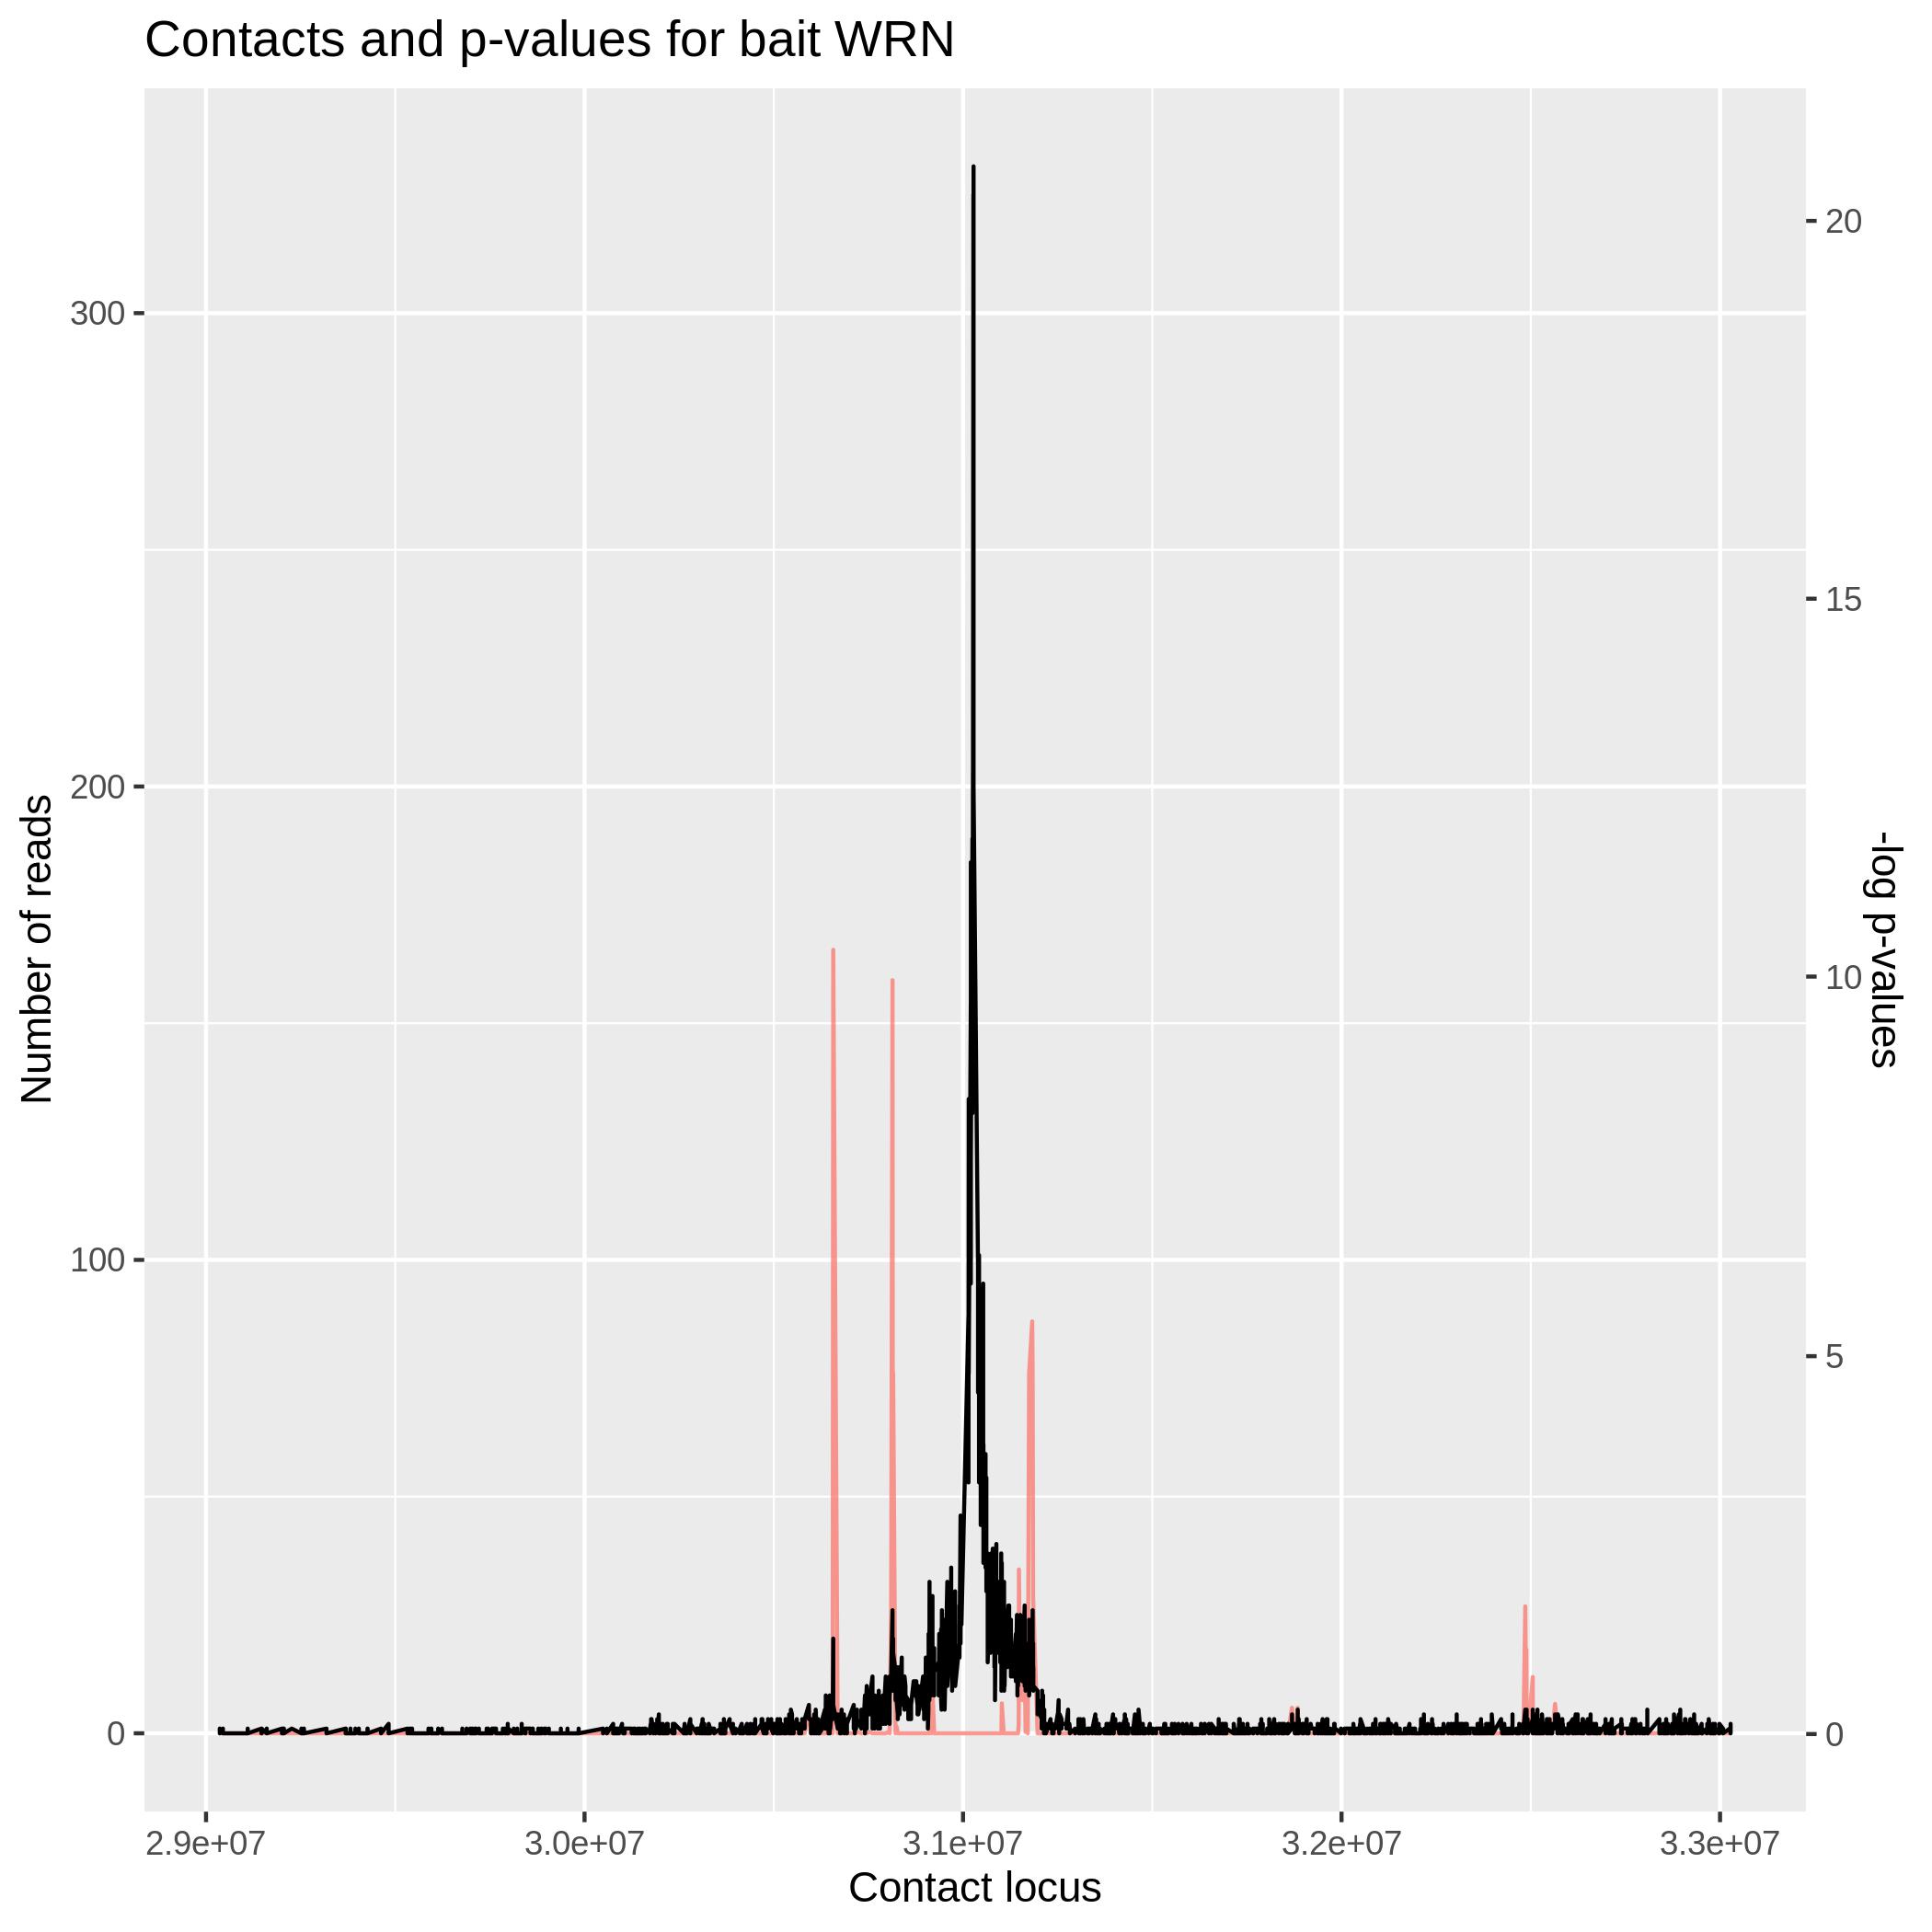 Contacts and p-values for bait WRN
Number of reads
300
200
100
0
20
15
10
5
0
-log p-values
2.9e+07 3.0e+07 3.1e+07 3.2e+07 3.3e+07
Contact locus